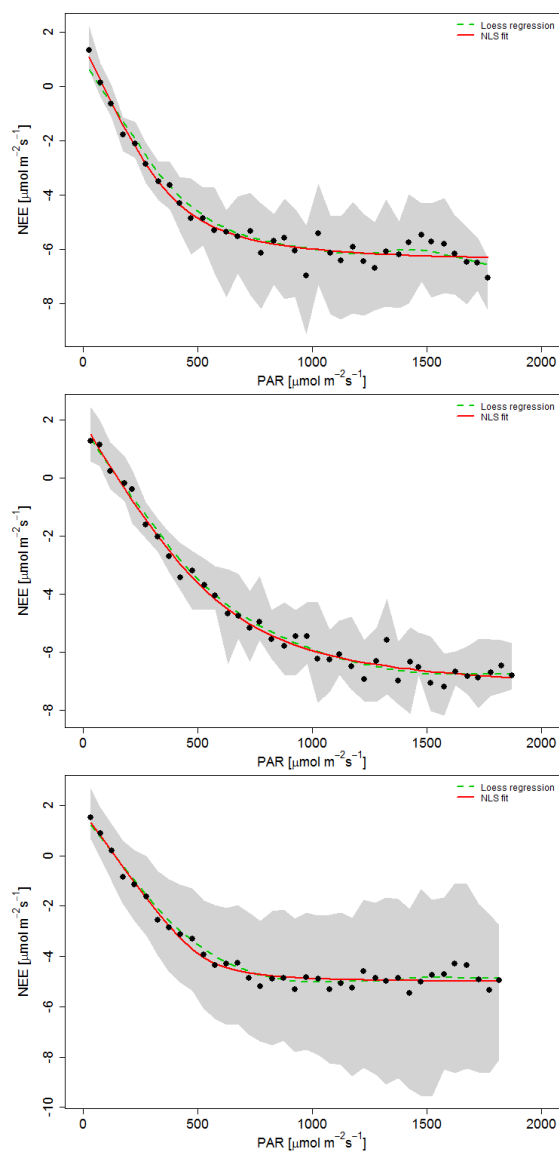 Loess regression
NLS fit
2
0
-2
-4
-6
-8
NEE [μmol m⁻²s⁻¹]
0 500 1000 1500 2000
PAR [μmol m⁻²s⁻¹]
Loess regression
NLS fit
2
0
-2
-4
-6
-8
NEE [μmol m⁻²s⁻¹]
0 500 1000 1500 2000
PAR [μmol m⁻²s⁻¹]
Loess regression
NLS fit
2
0
-2
-4
-6
-8
-10
NEE [μmol m⁻²s⁻¹]
0 500 1000 1500 2000
PAR [μmol m⁻²s⁻¹]